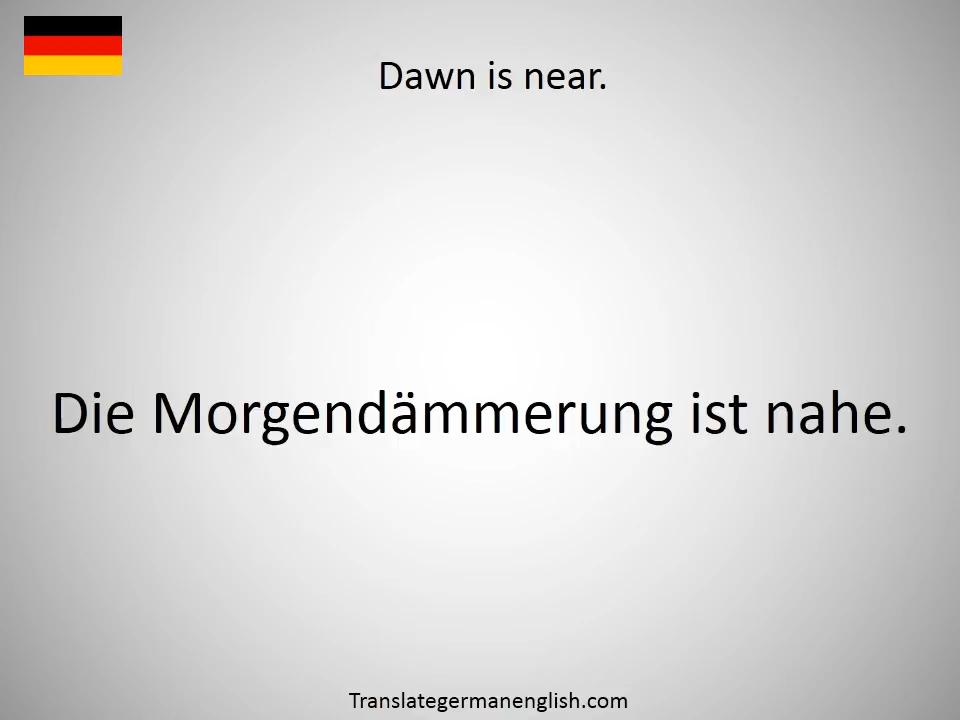 Dawn is near.
Die Morgendämmerung ist nahe.
Translategermanenglish.com